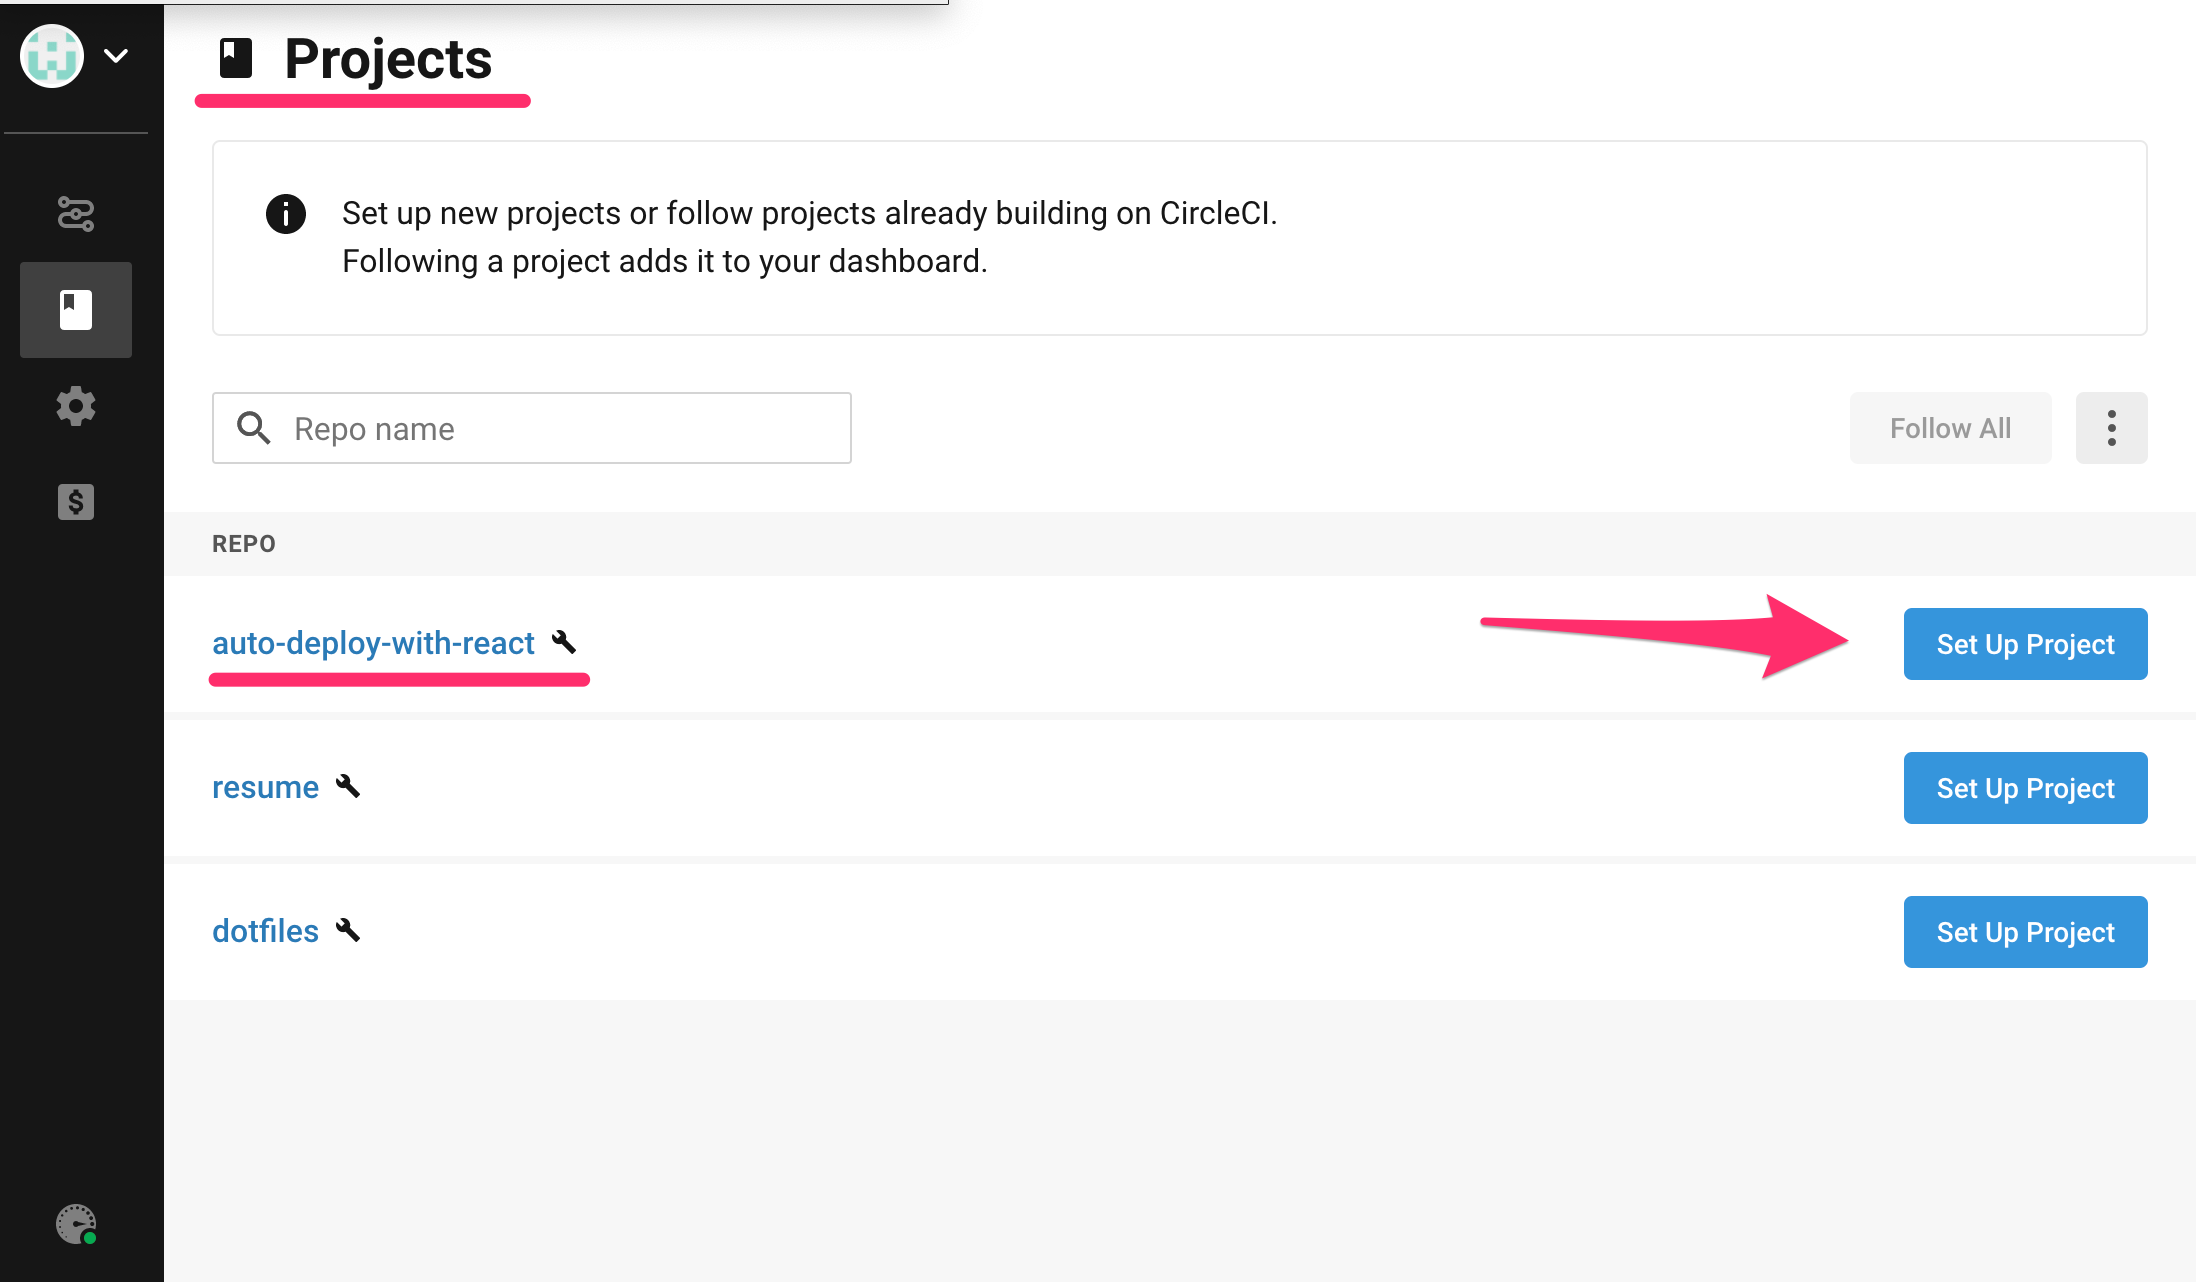 Projects
Set up new projects or follow projects already building on CircleCI.
Following a project adds it to your dashboard.
Repo name
Follow All
REPO
auto-deploy-with-react
Set Up Project
resume
Set Up Project
dotfiles
Set Up Project